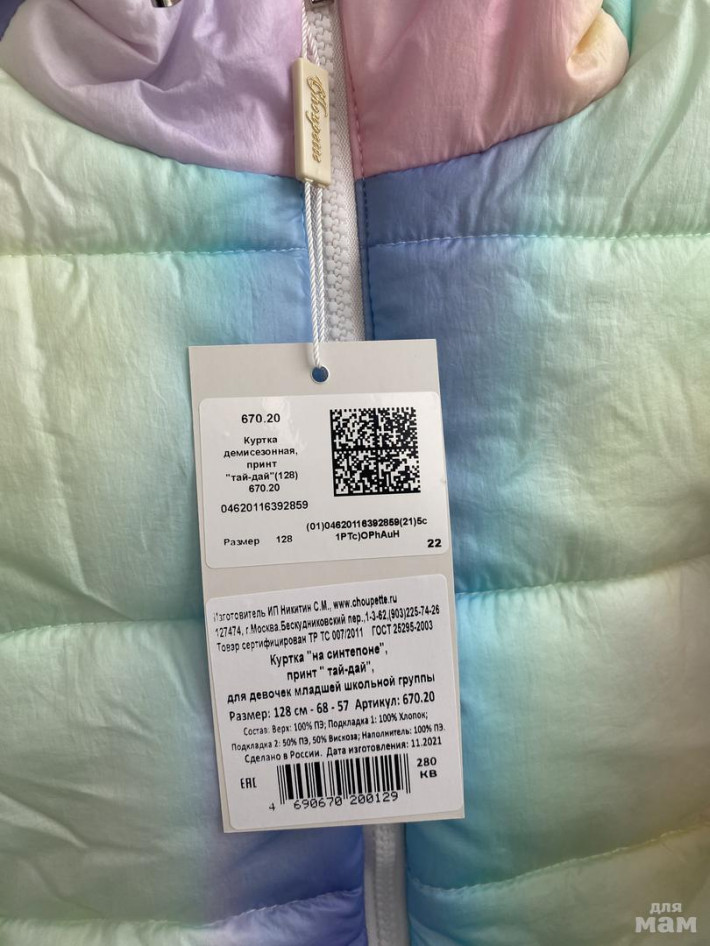 Choupette
670.20
Куртка
демисезонная,
принт
"тай-дай"(128)
670.20
04620116392859
(01)04620116392859(21)5c
1PTc)OPhAuH
Размер 128
22
Изготовитель ИП Никитин С.М., www.choupette.ru
127474, г.Москва.Бескудниковский пер.,1-3-62,(903)225-74-26
Товар сертифицирован ТР ТС 007/2011 ГОСТ 25295-2003
Куртка "на синтепоне",
принт " тай-дай",
для девочек младшей школьной группы
Размер: 128 см - 68 - 57 Артикул: 670.20
Состав: Верх: 100% ПЭ; Подкладка 1: 100% Хлопок;
Подкладка 2: 50% ПЭ, 50% Вискоза; Наполнитель: 100% ПЭ
Сделано в России. Дата изготовления: 11.2021
EAC
280
КВ
4 690670 200129
для
мам